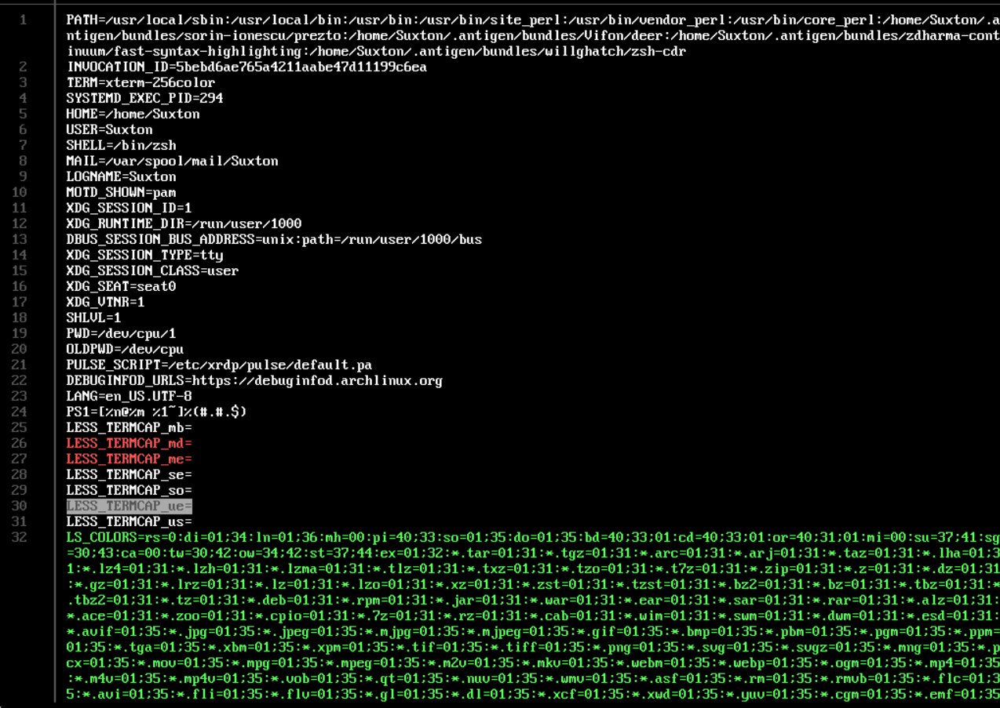 1 PATH=/usr/local/sbin:/usr/local/bin:/usr/bin:/usr/bin/site_perl:/usr/bin/vendor_perl:/usr/bin/core_perl:/home/Suxton/.a
ntigen/bundles/sorin-ionescu/prezto:/home/Suxton/.antigen/bundles/Vifon/deer:/home/Suxton/.antigen/bundles/zdharma-cont
inuum/fast-syntax-highlighting:/home/Suxton/.antigen/bundles/willghatch/zsh-cdr
2 INVOCATION_ID=5bebd6ae765a4211aabe47d11199c6ea
3 TERM=xterm-256color
4 SYSTEMD_EXEC_PID=294
5 HOME=/home/Suxton
6 USER=Suxton
7 SHELL=/bin/zsh
8 MAIL=/var/spool/mail/Suxton
9 LOGNAME=Suxton
10 MOTD_SHOWN=pam
11 XDG_SESSION_ID=1
12 XDG_RUNTIME_DIR=/run/user/1000
13 DBUS_SESSION_BUS_ADDRESS=unix:path=/run/user/1000/bus
14 XDG_SESSION_TYPE=tty
15 XDG_SESSION_CLASS=user
16 XDG_SEAT=seat0
17 XDG_VTNR=1
18 SHLVL=1
19 PWD=/dev/cpu/1
20 OLDPWD=/dev/cpu
21 PULSE_SCRIPT=/etc/xrdp/pulse/default.pa
22 DEBUGINFOD_URLS=https://debuginfod.archlinux.org
23 LANG=en_US.UTF-8
24 PS1=[%n@%m %1~]%(#.#.$)
25 LESS_TERMCAP_mb=
26 LESS_TERMCAP_md=
27 LESS_TERMCAP_me=
28 LESS_TERMCAP_se=
29 LESS_TERMCAP_so=
30 LESS_TERMCAP_ue=
31 LESS_TERMCAP_us=
32 LS_COLORS=rs=0:di=01;34:ln=01;36:mh=00:pi=40;33:so=01;35:do=01;35:bd=40;33;01:cd=40;33;01:or=40;31;01:mi=00:su=37;41:sg
=30;43:ca=00:tw=30;42:ow=34;42:st=37;44:ex=01;32:*.tar=01;31:*.tgz=01;31:*.arc=01;31:*.arj=01;31:*.taz=01;31:*.lha=01;3
1:*.lz4=01;31:*.lzh=01;31:*.lzma=01;31:*.tlz=01;31:*.txz=01;31:*.tzo=01;31:*.t7z=01;31:*.zip=01;31:*.z=01;31:*.dz=01;31
:*.gz=01;31:*.lrz=01;31:*.lz=01;31:*.lzo=01;31:*.xz=01;31:*.zst=01;31:*.tzst=01;31:*.bz2=01;31:*.bz=01;31:*.tbz=01;31:*
.tbz2=01;31:*.tz=01;31:*.deb=01;31:*.rpm=01;31:*.jar=01;31:*.war=01;31:*.ear=01;31:*.sar=01;31:*.rar=01;31:*.alz=01;31:
*.ace=01;31:*.zoo=01;31:*.cpio=01;31:*.7z=01;31:*.rz=01;31:*.cab=01;31:*.wim=01;31:*.swm=01;31:*.dwm=01;31:*.esd=01;31:
*.avif=01;35:*.jpg=01;35:*.jpeg=01;35:*.mjpg=01;35:*.mjpeg=01;35:*.gif=01;35:*.bmp=01;35:*.pbm=01;35:*.pgm=01;35:*.ppm=
01;35:*.tga=01;35:*.xbm=01;35:*.xpm=01;35:*.tif=01;35:*.tiff=01;35:*.png=01;35:*.svg=01;35:*.svgz=01;35:*.mng=01;35:*.p
cx=01;35:*.mov=01;35:*.mpg=01;35:*.mpeg=01;35:*.m2v=01;35:*.mkv=01;35:*.webm=01;35:*.webp=01;35:*.ogm=01;35:*.mp4=01;35
:*.m4v=01;35:*.mp4v=01;35:*.vob=01;35:*.qt=01;35:*.nuv=01;35:*.wmv=01;35:*.asf=01;35:*.rm=01;35:*.rmvb=01;35:*.flc=01;3
5:*.avi=01;35:*.fli=01;35:*.flv=01;35:*.gl=01;35:*.dl=01;35:*.xcf=01;35:*.xwd=01;35:*.yuv=01;35:*.cgm=01;35:*.emf=01;35